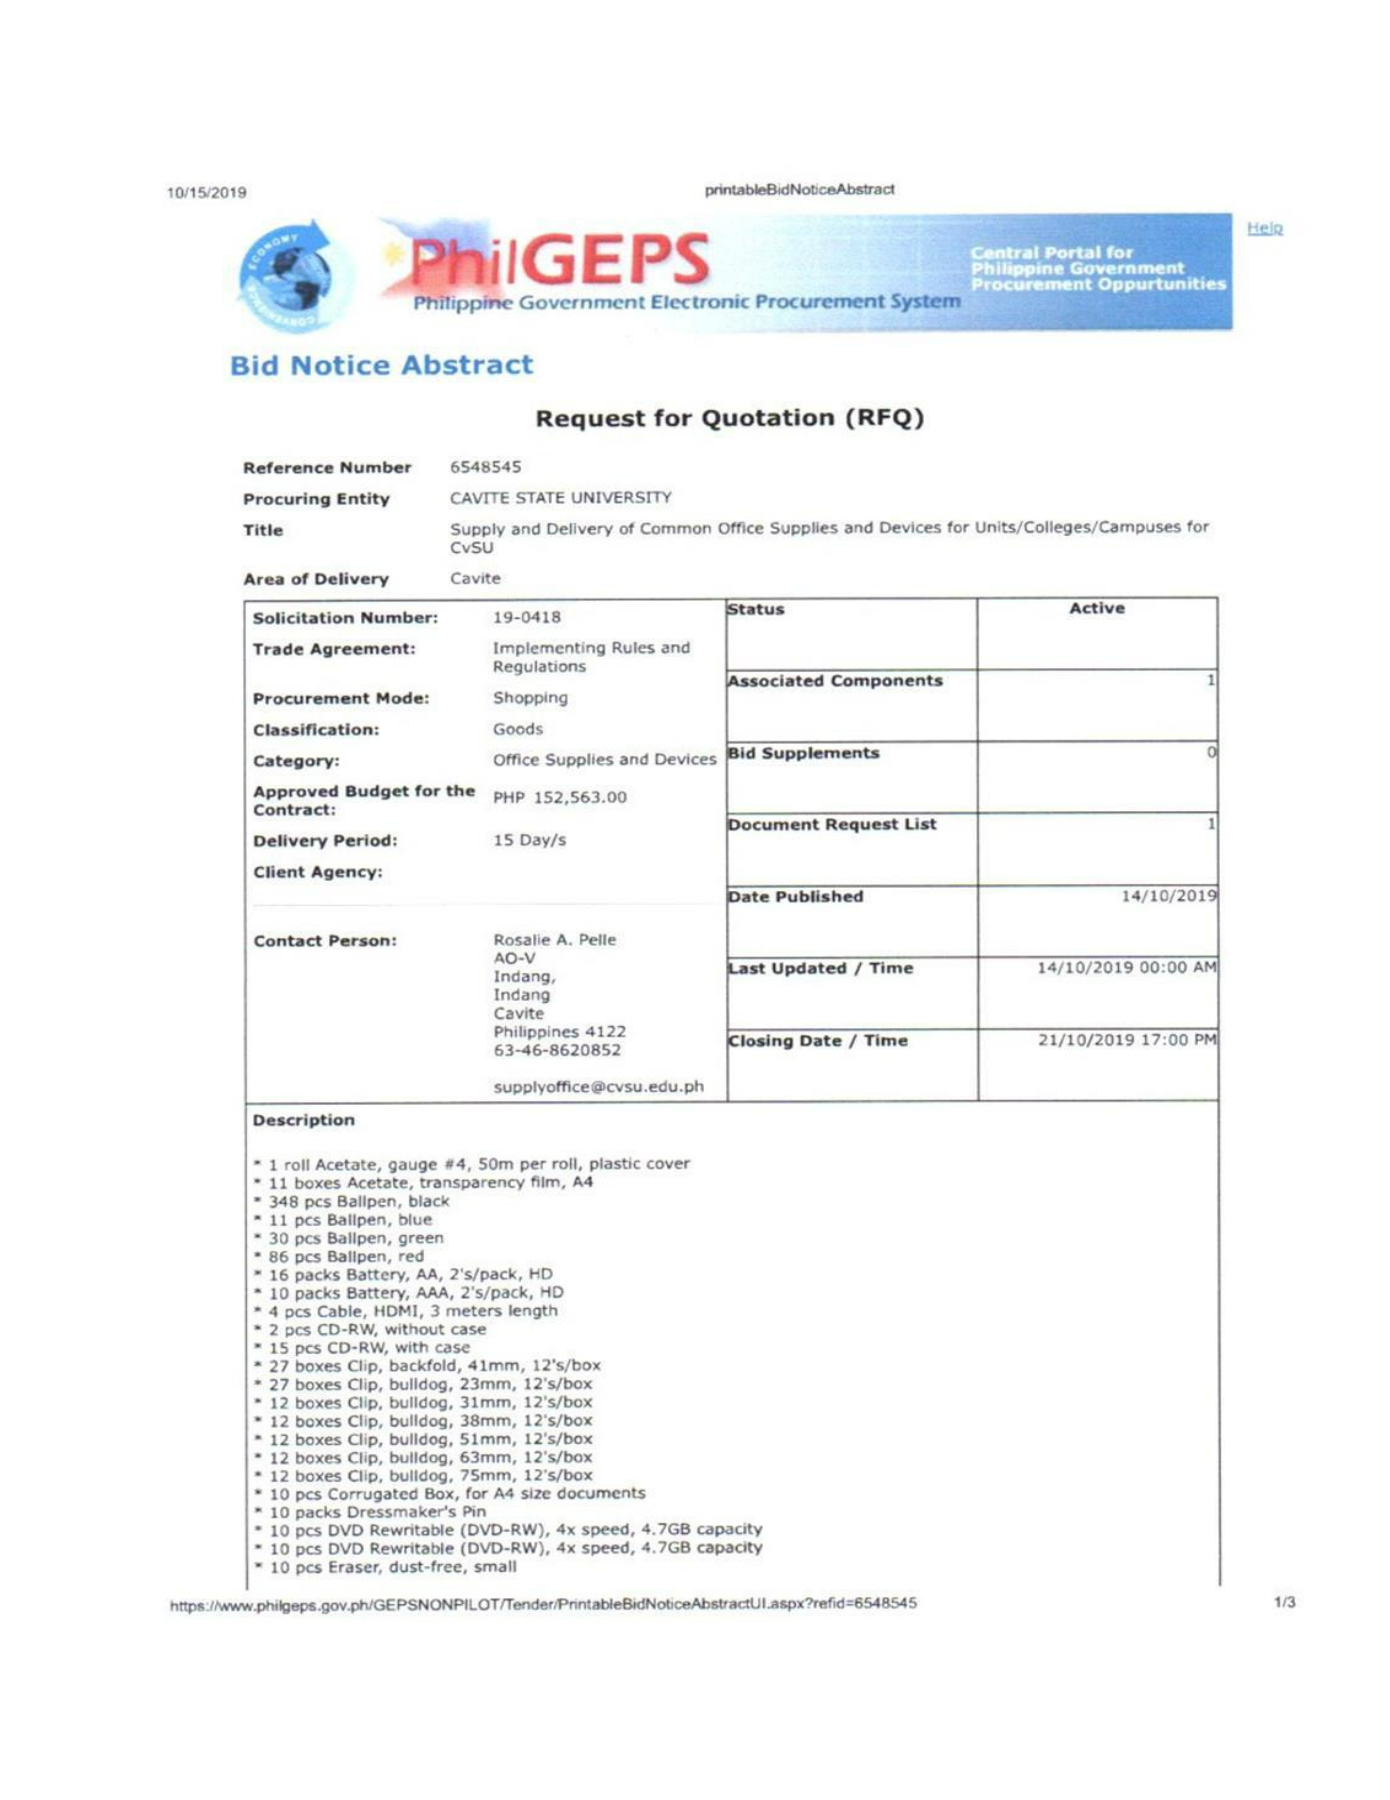 10/15/2019
printableBidNoticeAbstract
Help
ECONOMY
PhilGEPS
Philippine Government Electronic Procurement System
Central Portal for
Philippine Government
Procurement Oppurtunities
Bid Notice Abstract
Request for Quotation (RFQ)
Reference Number 6548545
Procuring Entity CAVITE STATE UNIVERSITY
Title Supply and Delivery of Common Office Supplies and Devices for Units/Colleges/Campuses for
CvSU
Area of Delivery Cavite
Solicitation Number: 19-0418
Trade Agreement: Implementing Rules and
Regulations
Procurement Mode: Shopping
Classification: Goods
Category: Office Supplies and Devices
Approved Budget for the
Contract: PHP 152,563.00
Delivery Period: 15 Day/s
Client Agency:
Contact Person: Rosalie A. Pelle
AO-V
Indang,
Indang
Cavite
Philippines 4122
63-46-8620852
supplyoffice@cvsu.edu.ph
Status Active
Associated Components 1
Bid Supplements 0
Document Request List 1
Date Published 14/10/2019
Last Updated / Time 14/10/2019 00:00 AM
Closing Date / Time 21/10/2019 17:00 PM
Description
* 1 roll Acetate, gauge #4, 50m per roll, plastic cover
* 11 boxes Acetate, transparency film, A4
* 348 pcs Ballpen, black
* 11 pcs Ballpen, blue
* 30 pcs Ballpen, green
* 86 pcs Ballpen, red
* 16 packs Battery, AA, 2's/pack, HD
* 10 packs Battery, AAA, 2's/pack, HD
* 4 pcs Cable, HDMI, 3 meters length
* 2 pcs CD-RW, without case
* 15 pcs CD-RW, with case
* 27 boxes Clip, backfold, 41mm, 12's/box
* 27 boxes Clip, bulldog, 23mm, 12's/box
* 12 boxes Clip, bulldog, 31mm, 12's/box
* 12 boxes Clip, bulldog, 38mm, 12's/box
* 12 boxes Clip, bulldog, 51mm, 12's/box
* 12 boxes Clip, bulldog, 63mm, 12's/box
* 12 boxes Clip, bulldog, 75mm, 12's/box
* 10 pcs Corrugated Box, for A4 size documents
* 10 packs Dressmaker's Pin
* 10 pcs DVD Rewritable (DVD-RW), 4x speed, 4.7GB capacity
* 10 pcs DVD Rewritable (DVD-RW), 4x speed, 4.7GB capacity
* 10 pcs Eraser, dust-free, small
https://www.philgeps.gov.ph/GEPSNONPILOT/Tender/PrintableBidNoticeAbstractUI.aspx?refid=6548545
1/3